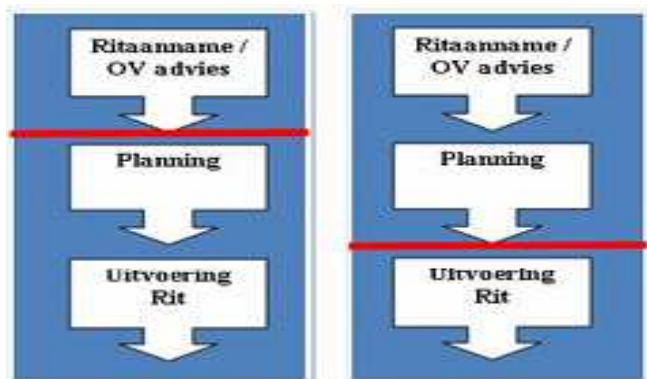 Ritaanname /
OV advies
Planning
Uitvoering
Rit
Ritaanname /
OV advies
Planning
Uitvoering
Rit